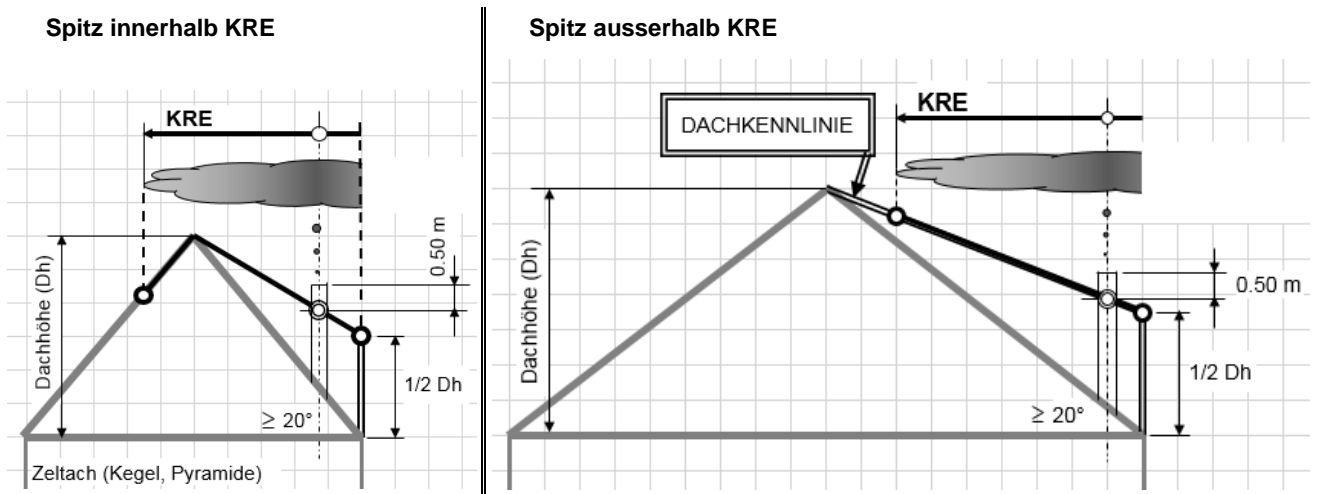 Spitz innerhalb KRE
KRE
Dachhöhe (Dh)
0.50 m
1/2 Dh
≥ 20°
Zeltach (Kegel, Pyramide)
Spitz ausserhalb KRE
DACHKENNLINIE
KRE
Dachhöhe (Dh)
0.50 m
1/2 Dh
≥ 20°